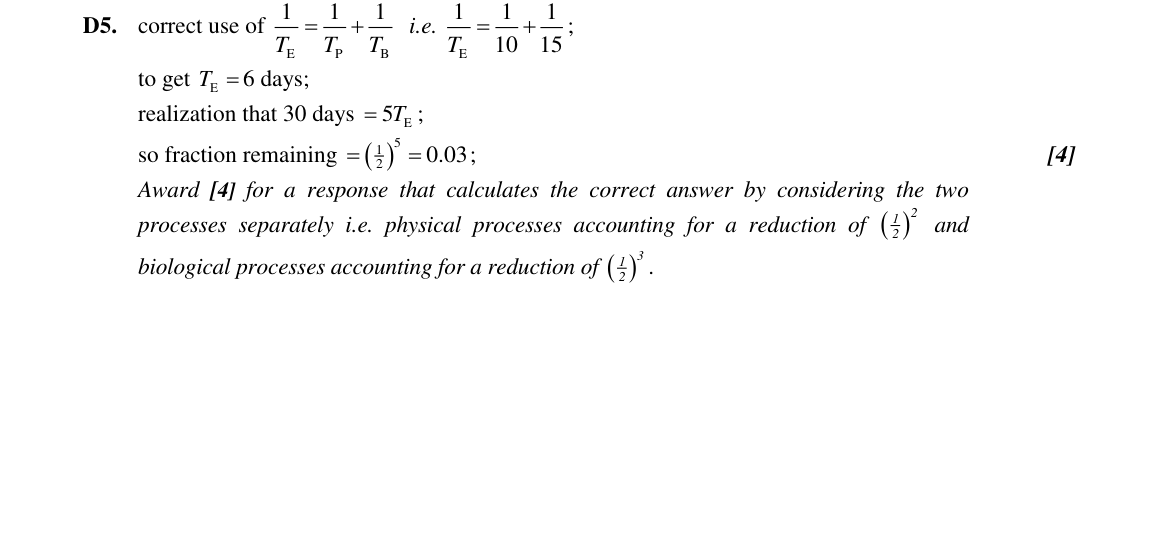 D5. correct use of 1/T_E = 1/T_P + 1/T_B i.e. 1/T_E = 1/10 + 1/15 ;
to get T_E = 6 days;
realization that 30 days = 5T_E ;
so fraction remaining = (1/2)^5 = 0.03 ; [4]
Award [4] for a response that calculates the correct answer by considering the two
processes separately i.e. physical processes accounting for a reduction of (1/2)^2 and
biological processes accounting for a reduction of (1/2)^3 .